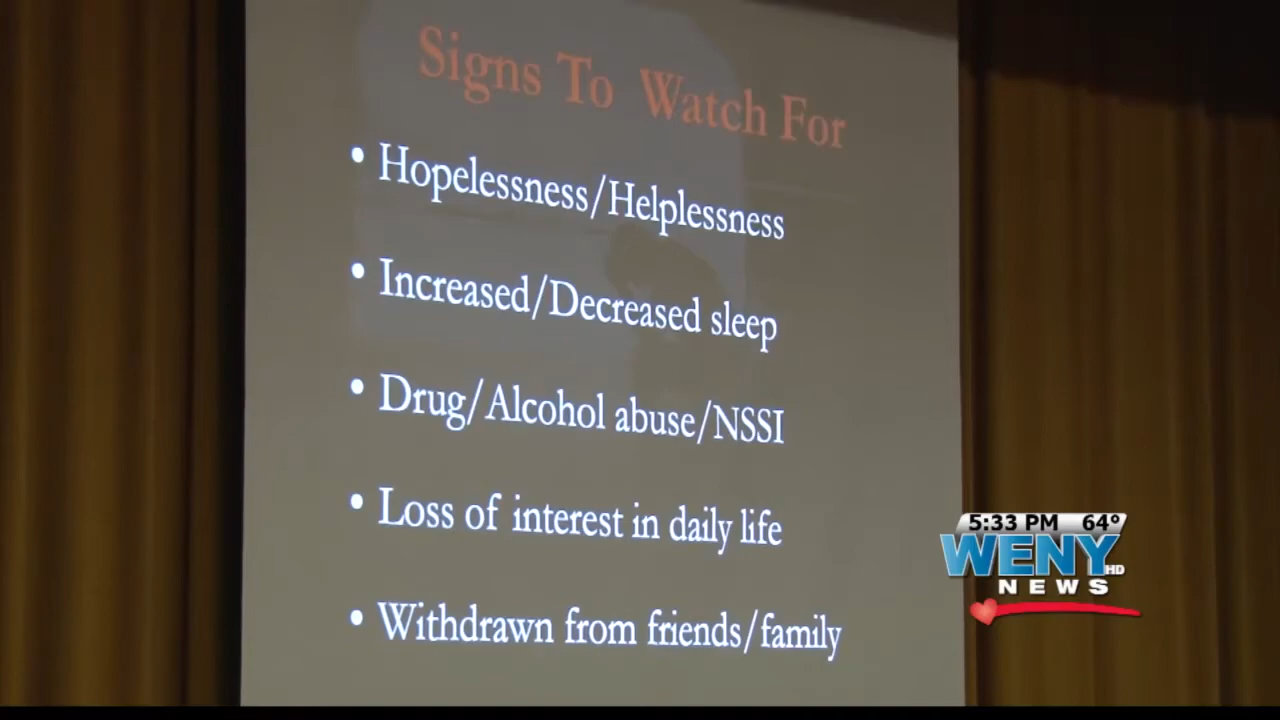 Signs To Watch For
• Hopelessness/Helplessness
• Increased/Decreased sleep
• Drug/Alcohol abuse/NSSI
• Loss of interest in daily life
• Withdrawn from friends/family
5:33 PM 64°
WENY HD
NEWS